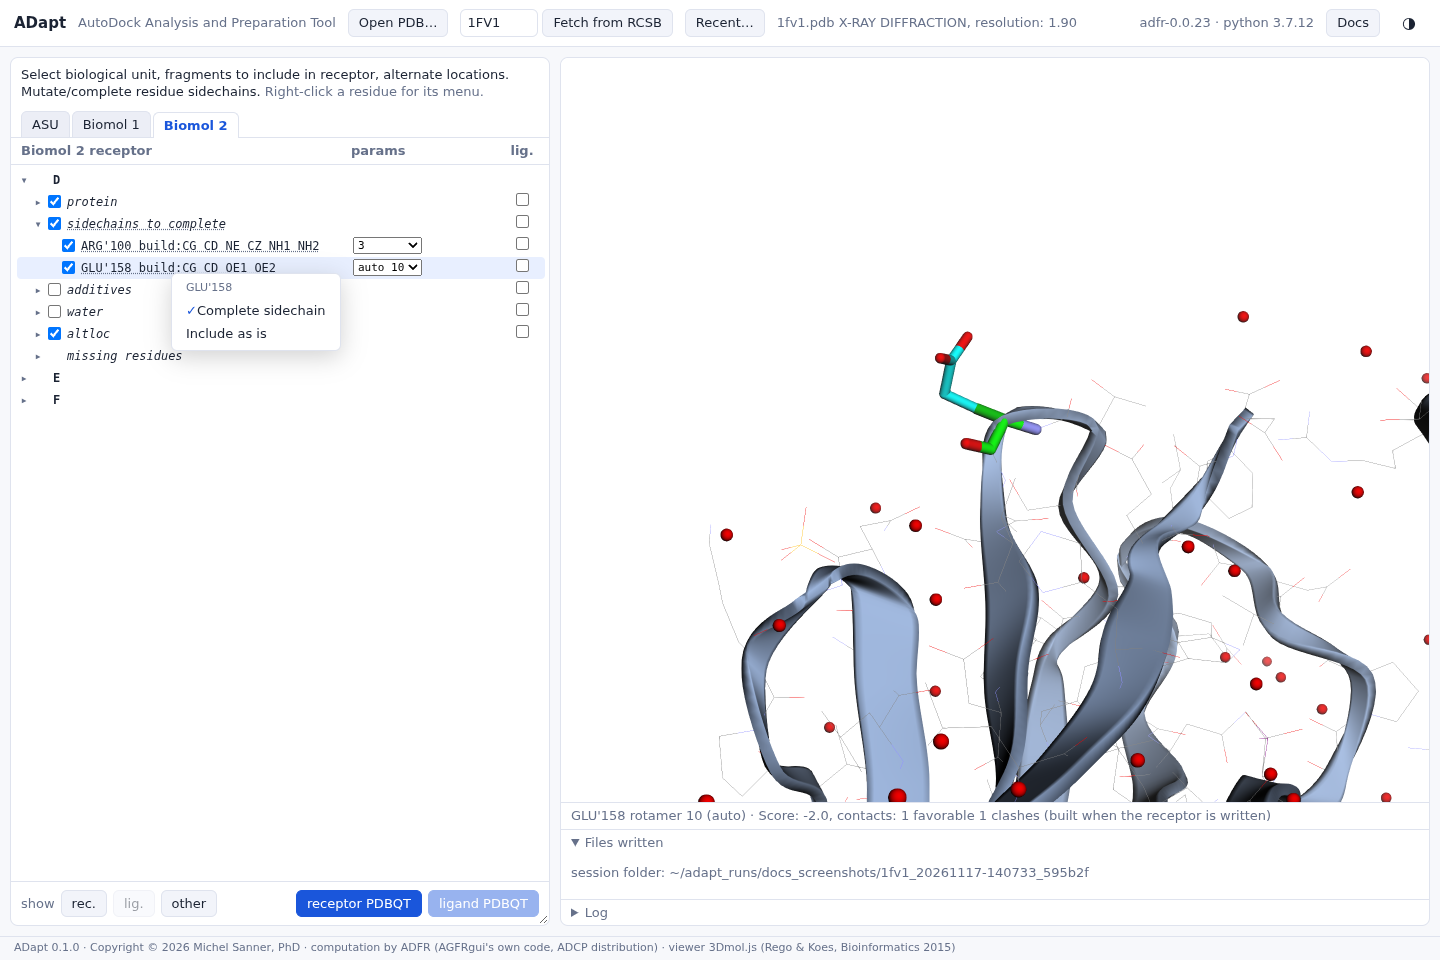 ADapt AutoDock Analysis and Preparation Tool Open PDB... 1FV1 Fetch from RCSB Recent... 1fv1.pdb X-RAY DIFFRACTION, resolution: 1.90 adfr-0.0.23 · python 3.7.12 Docs
Select biological unit, fragments to include in receptor, alternate locations.
Mutate/complete residue sidechains. Right-click a residue for its menu.
ASU Biomol 1 Biomol 2
Biomol 2 receptor params lig.
D
protein
sidechains to complete
ARG'100 build:CG CD NE CZ NH1 NH2 3
GLU'158 build:CG CD OE1 OE2 auto 10
additives
water
altloc
missing residues
E
F
GLU'158
✓Complete sidechain
Include as is
GLU'158 rotamer 10 (auto) · Score: -2.0, contacts: 1 favorable 1 clashes (built when the receptor is written)
▼ Files written
session folder: ~/adapt_runs/docs_screenshots/1fv1_20261117-140733_595b2f
▶ Log
show rec. lig. other receptor PDBQT ligand PDBQT
ADapt 0.1.0 · Copyright © 2026 Michel Sanner, PhD · computation by ADFR (AGFRgui's own code, ADCP distribution) · viewer 3Dmol.js (Rego & Koes, Bioinformatics 2015)